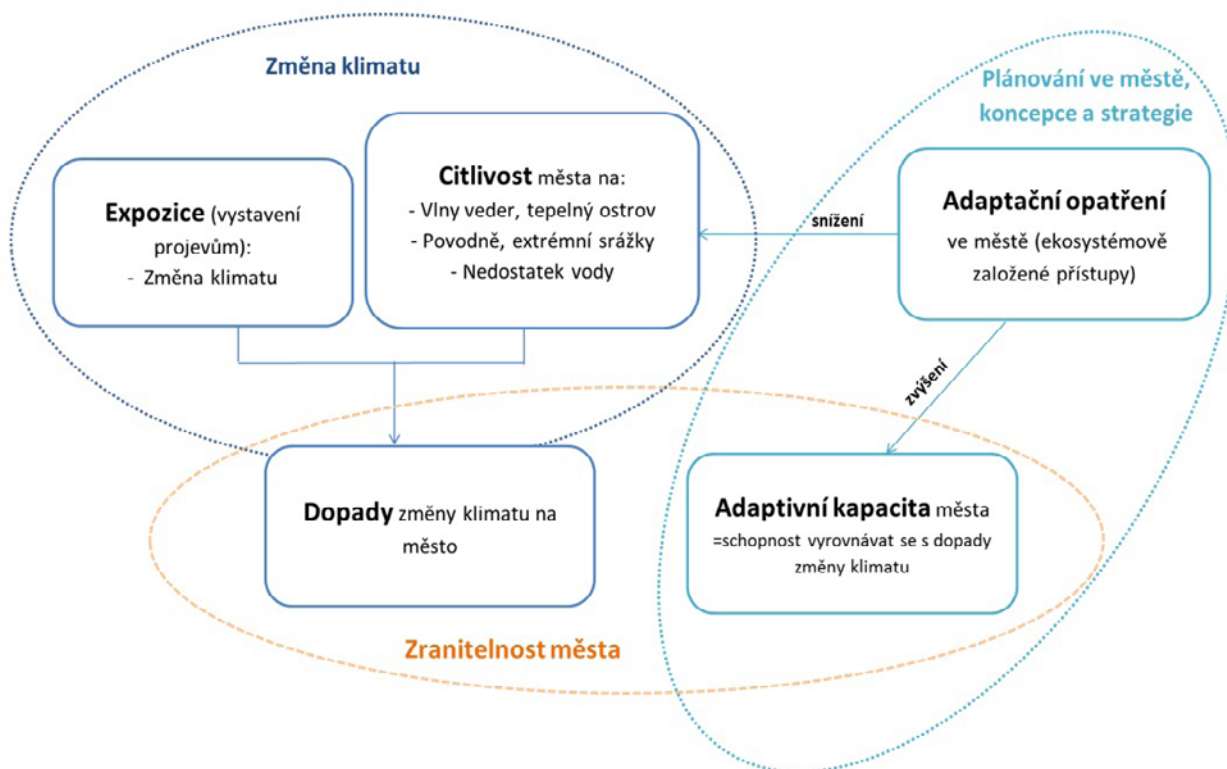 Změna klimatu
Plánování ve městě,
koncepce a strategie
Expozice (vystavení
projevům):
- Změna klimatu
Citlivost města na:
- Vlny veder, tepelný ostrov
- Povodně, extrémní srážky
- Nedostatek vody
snížení
Adaptační opatření
ve městě (ekosystémově
založené přístupy)
zvýšení
Dopady změny klimatu na
město
Adaptivní kapacita města
=schopnost vyrovnávat se s dopady
změny klimatu
Zranitelnost města